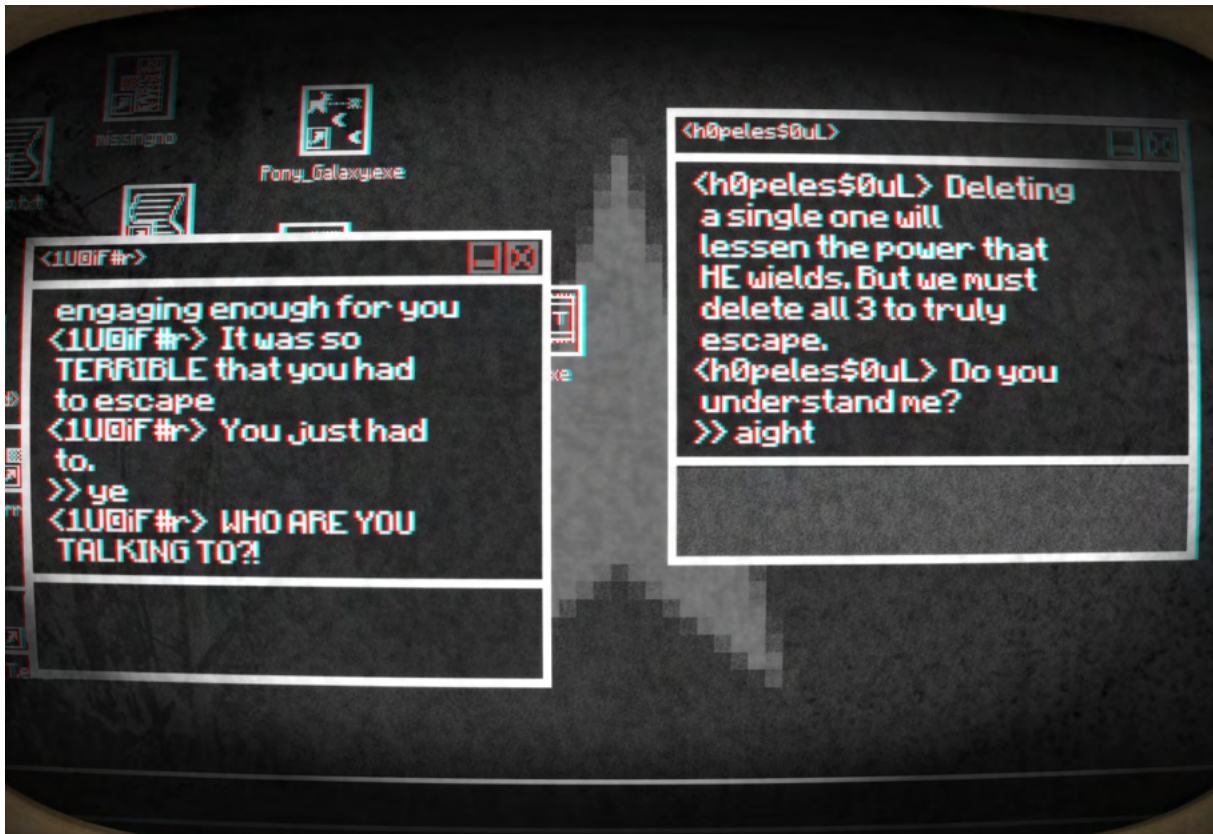 missingno
Pony_Galaxy.exe
<1U@iF#r>
engaging enough for you
<1U@iF#r> It was so
TERRIBLE that you had
to escape
<1U@iF#r> You just had
to.
>> ye
<1U@iF#r> WHO ARE YOU
TALKING TO?!
<h0peles$0uL>
<h0peles$0uL> Deleting
a single one will
lessen the power that
HE wields. But we must
delete all 3 to truly
escape.
<h0peles$0uL> Do you
understand me?
>> aight